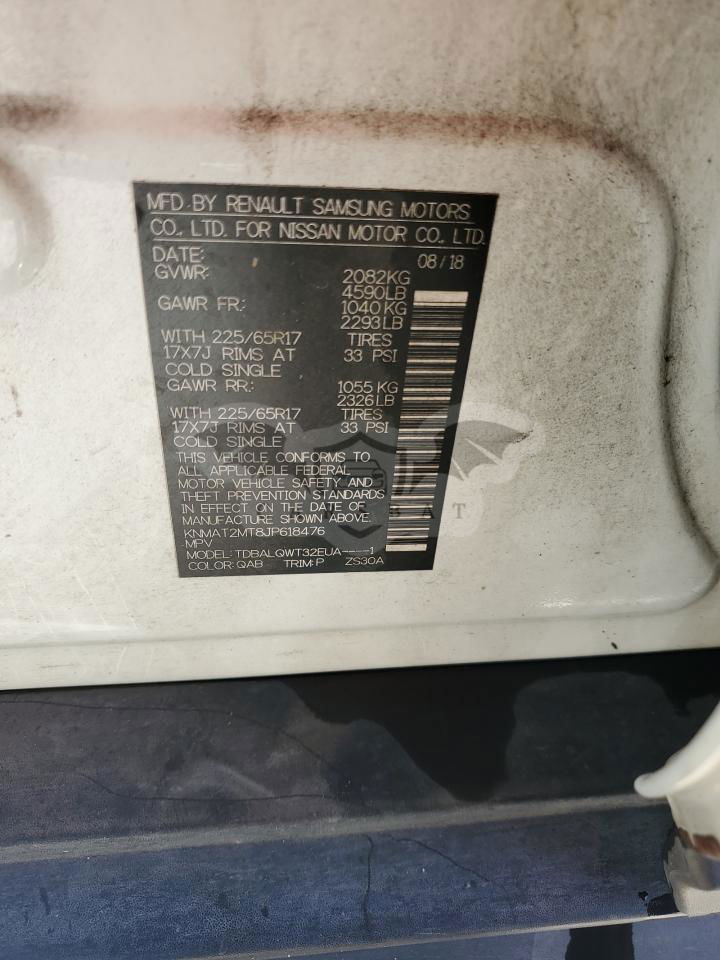 MFD. BY RENAULT SAMSUNG MOTORS
CO., LTD. FOR NISSAN MOTOR CO., LTD.
DATE: 08/18
GVWR: 2082KG
4590LB
GAWR FR: 1040KG
2293LB
WITH 225/65R17 TIRES
17X7J RIMS AT 33 PSI
COLD SINGLE
GAWR RR: 1055 KG
2326LB
WITH 225/65R17 TIRES
17X7J RIMS AT 33 PSI
COLD SINGLE
THIS VEHICLE CONFORMS TO
ALL APPLICABLE FEDERAL
MOTOR VEHICLE SAFETY AND
THEFT PREVENTION STANDARDS
IN EFFECT ON THE DATE OF
MANUFACTURE SHOWN ABOVE.
KNMAT2MT8JP618476
MPV
MODEL: TDBALQWT32EUA----1
COLOR: QAB TRIM: P ZS30A